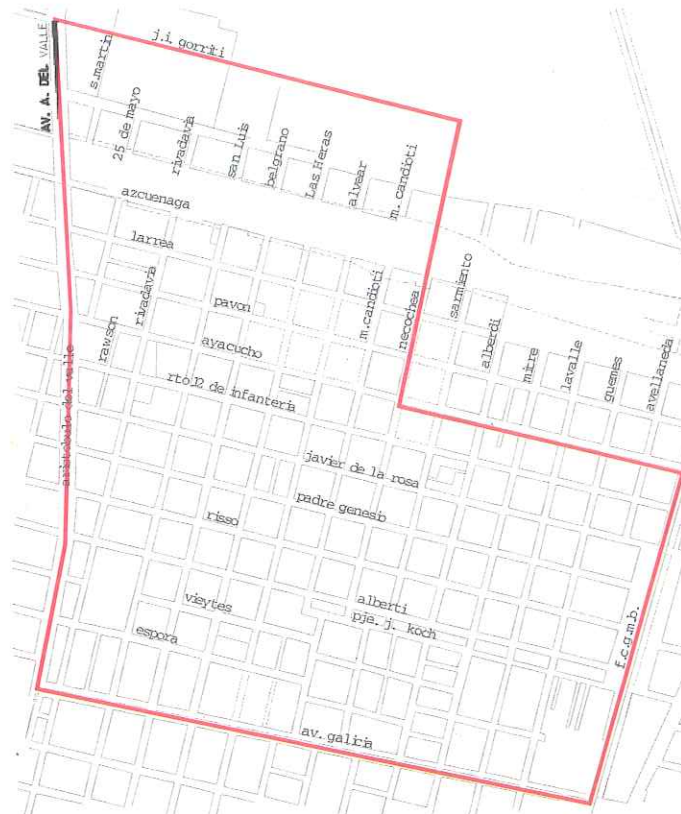 AV. A. DEL VALLE
j.i. gorriti
s.martin
25 de mayo
rivadavia
san Luis
belgrano
Las Heras
alvear
m. candioti
azcuenaga
larrea
rivadavia
rawson
pavon
ayacucho
m.candioti
necochea
sarmiento
alberdi
mitre
lavalle
guemes
avellaneda
rto12 de infanteria
aristobulo del valle
javier de la rosa
padre genesio
risso
vieytes
alberti
pje. j. koch
espora
f.c.g.m.b.
av. galicia